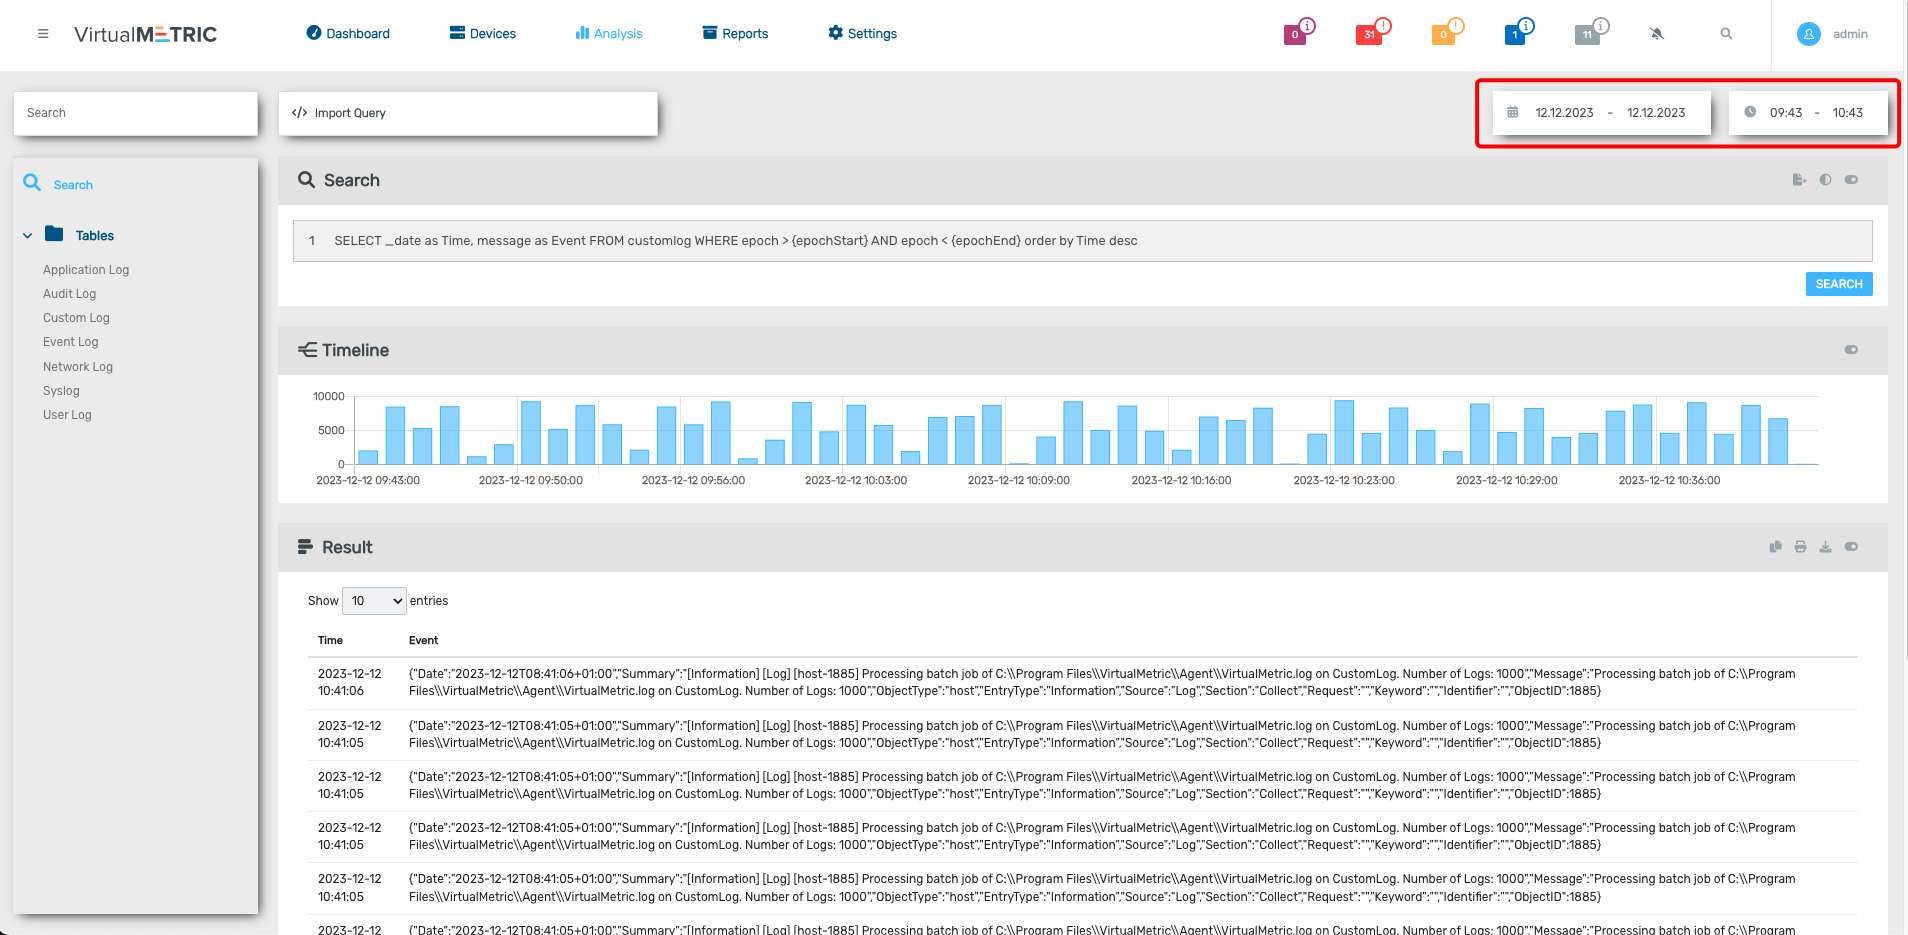 VirtualMETRIC
Dashboard
Devices
Analysis
Reports
Settings
0
i
31
!
0
!
1
i
11
i
admin
Search
Import Query
12.12.2023 - 12.12.2023
09:43 - 10:43
Search
Tables
Application Log
Audit Log
Custom Log
Event Log
Network Log
Syslog
User Log
Search
1 SELECT _date as Time, message as Event FROM customlog WHERE epoch > {epochStart} AND epoch < {epochEnd} order by Time desc
SEARCH
Timeline
10000
5000
0
2023-12-12 09:43:00 2023-12-12 09:50:00 2023-12-12 09:56:00 2023-12-12 10:03:00 2023-12-12 10:09:00 2023-12-12 10:16:00 2023-12-12 10:23:00 2023-12-12 10:29:00 2023-12-12 10:36:00
Result
Show 10 entries
Time Event
2023-12-12 {"Date":"2023-12-12T08:41:06+01:00","Summary":"[Information] [Log] [host-1885] Processing batch job of C:\\Program Files\\VirtualMetric\\Agent\\VirtualMetric.log on CustomLog. Number of Logs: 1000","Message":"Processing batch job of C:\\Program
10:41:06 Files\\VirtualMetric\\Agent\\VirtualMetric.log on CustomLog. Number of Logs: 1000","ObjectType":"host","EntryType":"Information","Source":"Log","Section":"Collect","Request":"","Keyword":"","Identifier":"","ObjectID":1885}
2023-12-12 {"Date":"2023-12-12T08:41:05+01:00","Summary":"[Information] [Log] [host-1885] Processing batch job of C:\\Program Files\\VirtualMetric\\Agent\\VirtualMetric.log on CustomLog. Number of Logs: 1000","Message":"Processing batch job of C:\\Program
10:41:05 Files\\VirtualMetric\\Agent\\VirtualMetric.log on CustomLog. Number of Logs: 1000","ObjectType":"host","EntryType":"Information","Source":"Log","Section":"Collect","Request":"","Keyword":"","Identifier":"","ObjectID":1885}
2023-12-12 {"Date":"2023-12-12T08:41:05+01:00","Summary":"[Information] [Log] [host-1885] Processing batch job of C:\\Program Files\\VirtualMetric\\Agent\\VirtualMetric.log on CustomLog. Number of Logs: 1000","Message":"Processing batch job of C:\\Program
10:41:05 Files\\VirtualMetric\\Agent\\VirtualMetric.log on CustomLog. Number of Logs: 1000","ObjectType":"host","EntryType":"Information","Source":"Log","Section":"Collect","Request":"","Keyword":"","Identifier":"","ObjectID":1885}
2023-12-12 {"Date":"2023-12-12T08:41:05+01:00","Summary":"[Information] [Log] [host-1885] Processing batch job of C:\\Program Files\\VirtualMetric\\Agent\\VirtualMetric.log on CustomLog. Number of Logs: 1000","Message":"Processing batch job of C:\\Program
10:41:05 Files\\VirtualMetric\\Agent\\VirtualMetric.log on CustomLog. Number of Logs: 1000","ObjectType":"host","EntryType":"Information","Source":"Log","Section":"Collect","Request":"","Keyword":"","Identifier":"","ObjectID":1885}
2023-12-12 {"Date":"2023-12-12T08:41:05+01:00","Summary":"[Information] [Log] [host-1885] Processing batch job of C:\\Program Files\\VirtualMetric\\Agent\\VirtualMetric.log on CustomLog. Number of Logs: 1000","Message":"Processing batch job of C:\\Program
10:41:05 Files\\VirtualMetric\\Agent\\VirtualMetric.log on CustomLog. Number of Logs: 1000","ObjectType":"host","EntryType":"Information","Source":"Log","Section":"Collect","Request":"","Keyword":"","Identifier":"","ObjectID":1885}
2023-12-12 {"Date":"2023-12-12T08:41:05+01:00","Summary":"[Information] [Log] [host-1885] Processing batch job of C:\\Program Files\\VirtualMetric\\Agent\\VirtualMetric.log on CustomLog. Number of Logs: 1000","Message":"Processing batch job of C:\\Program